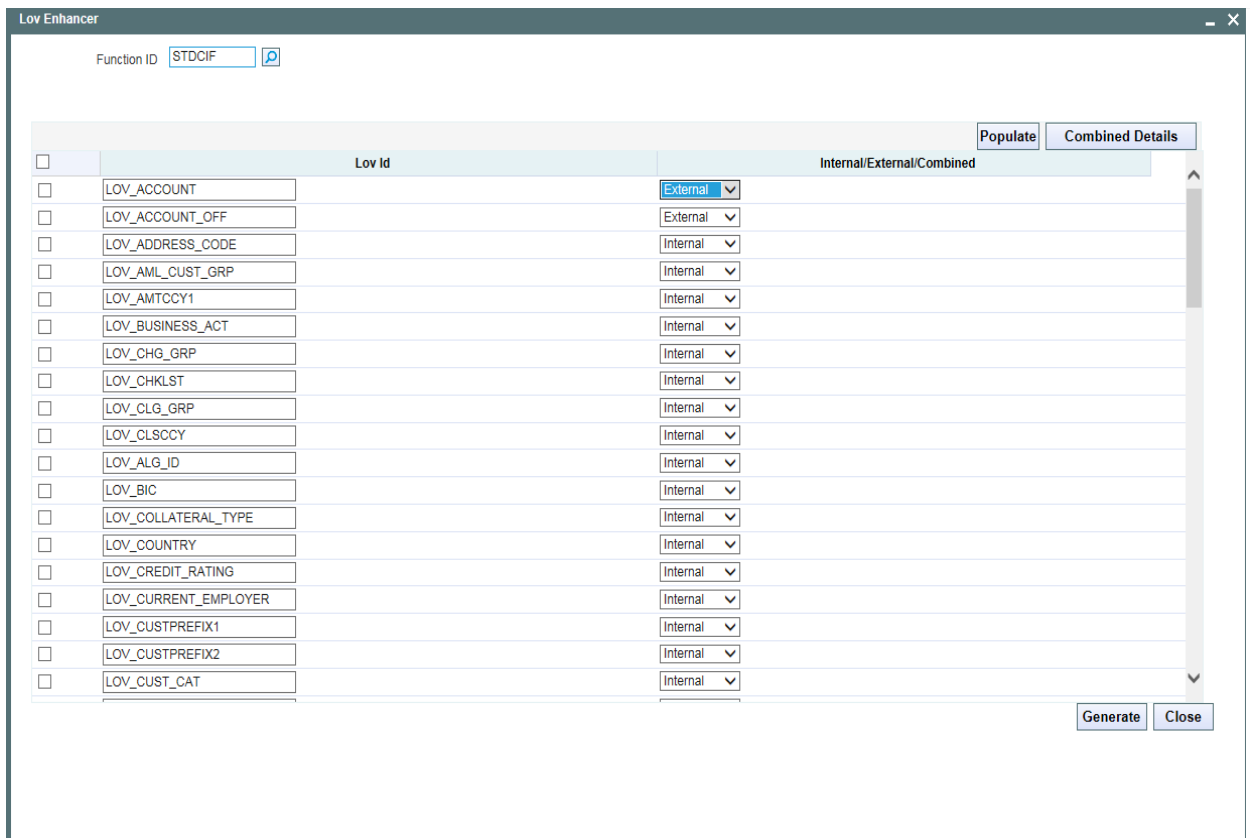 Lov Enhancer
Function ID STDCIF
Populate Combined Details
Lov Id Internal/External/Combined
LOV_ACCOUNT External
LOV_ACCOUNT_OFF External
LOV_ADDRESS_CODE Internal
LOV_AML_CUST_GRP Internal
LOV_AMTCCY1 Internal
LOV_BUSINESS_ACT Internal
LOV_CHG_GRP Internal
LOV_CHKLST Internal
LOV_CLG_GRP Internal
LOV_CLSCCY Internal
LOV_ALG_ID Internal
LOV_BIC Internal
LOV_COLLATERAL_TYPE Internal
LOV_COUNTRY Internal
LOV_CREDIT_RATING Internal
LOV_CURRENT_EMPLOYER Internal
LOV_CUSTPREFIX1 Internal
LOV_CUSTPREFIX2 Internal
LOV_CUST_CAT Internal
Generate Close